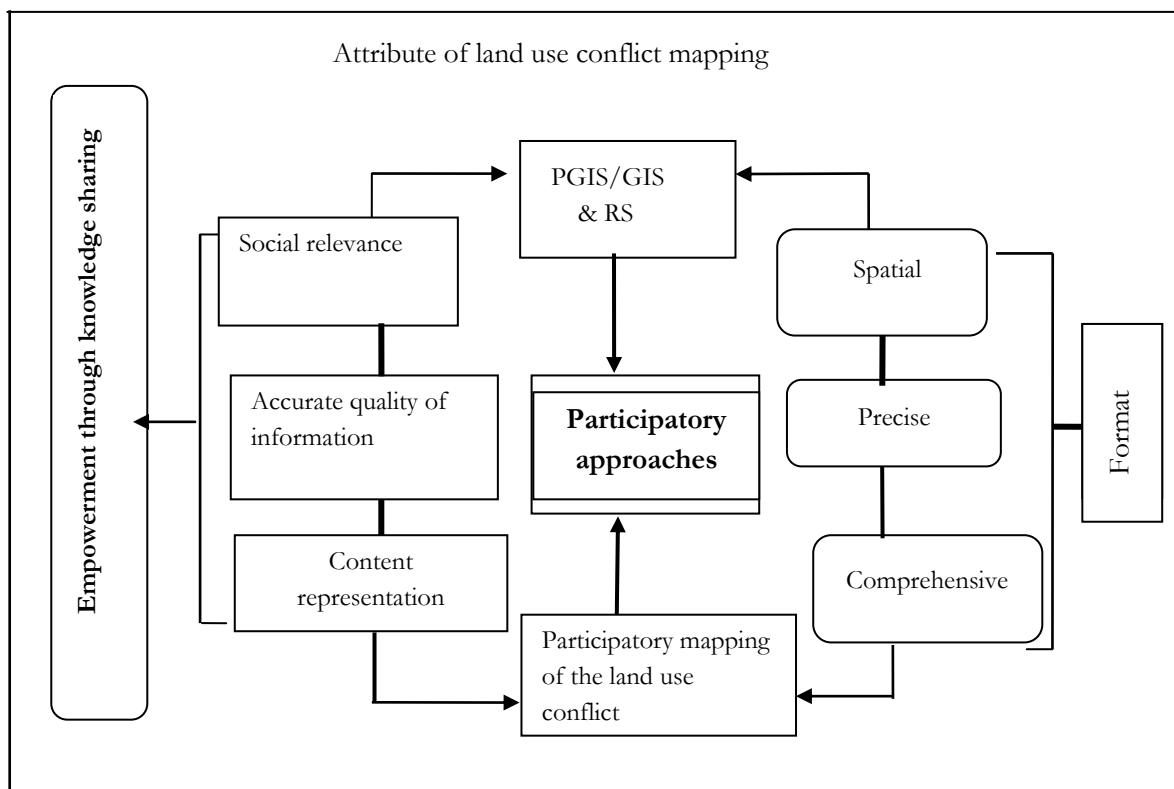 Attribute of land use conflict mapping
Empowerment through knowledge sharing
PGIS/GIS
& RS
Social relevance
Spatial
Accurate quality of
information
Participatory
approaches
Precise
Format
Content
representation
Comprehensive
Participatory mapping
of the land use
conflict